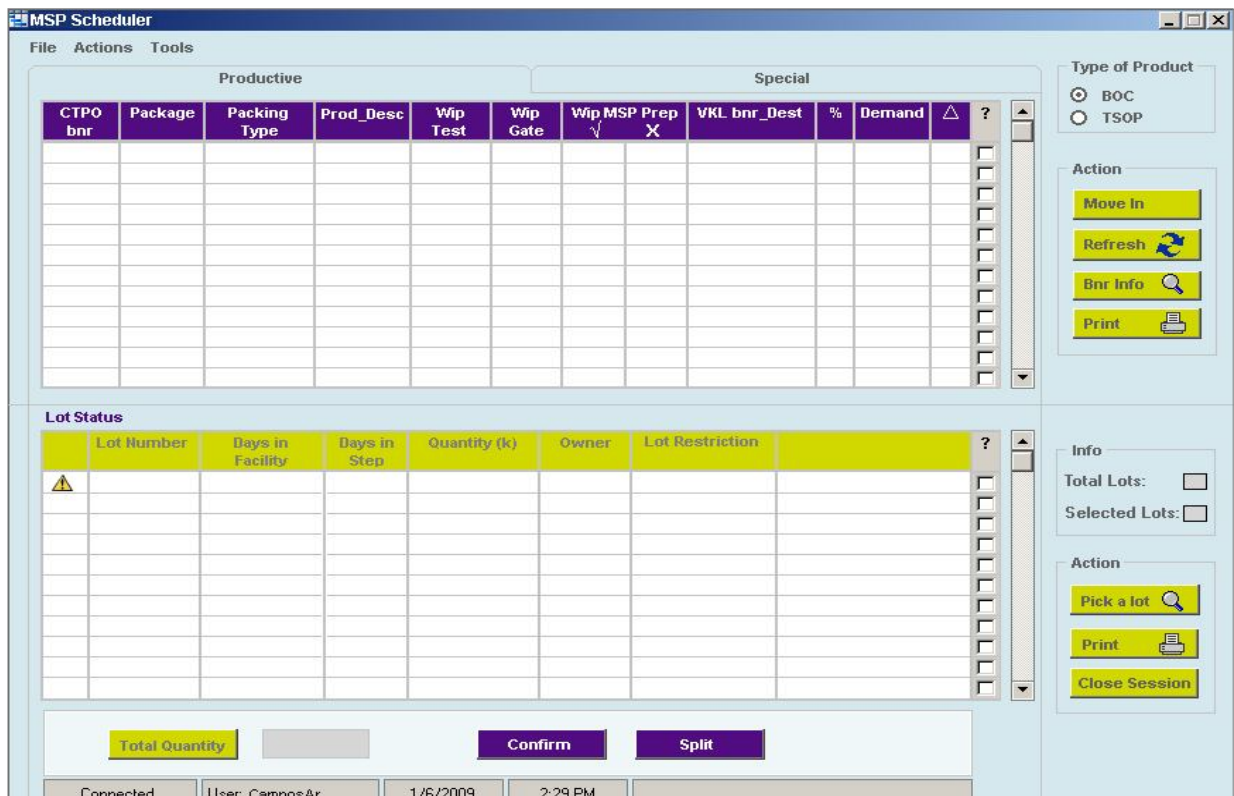 MSP Scheduler
File Actions Tools
Productive Special
Type of Product
BOC
TSOP
CTPO bnr Package Packing Type Prod_Desc Wip Test Wip Gate Wip MSP Prep √ X VKL bnr_Dest % Demand △ ?
Action
Move In
Refresh
Bnr Info
Print
Lot Status
Lot Number Days in Facility Days in Step Quantity (k) Owner Lot Restriction ?
Info
Total Lots:
Selected Lots:
Action
Pick a lot
Print
Close Session
Total Quantity Confirm Split
Connected User: CamposAr 1/6/2009 2:29 PM